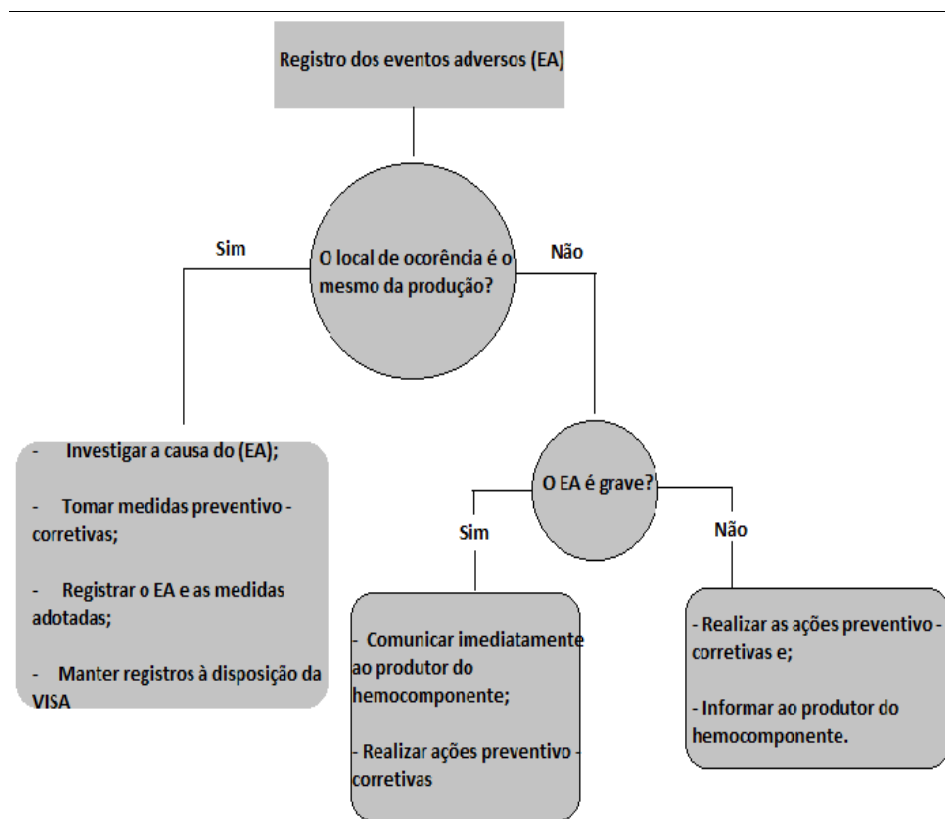 Registro dos eventos adversos (EA)
Sim
Não
O local de ocorência é o
mesmo da produção?
- Investigar a causa do (EA);
- Tomar medidas preventivo -
corretivas;
- Registrar o EA e as medidas
adotadas;
- Manter registros à disposição da
VISA
O EA é grave?
Sim
Não
- Comunicar imediatamente
ao produtor do
hemocomponente;
- Realizar ações preventivo -
corretivas
- Realizar as ações preventivo -
corretivas e;
- Informar ao produtor do
hemocomponente.